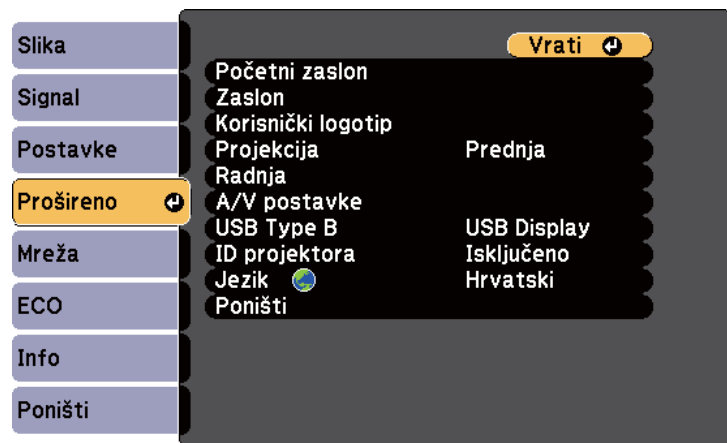 Slika
Signal
Postavke
Prošireno
Mreža
ECO
Info
Poništi
Vrati
Početni zaslon
Zaslon
Korisnički logotip
Projekcija Prednja
Radnja
A/V postavke
USB Type B USB Display
ID projektora Isključeno
Jezik Hrvatski
Poništi